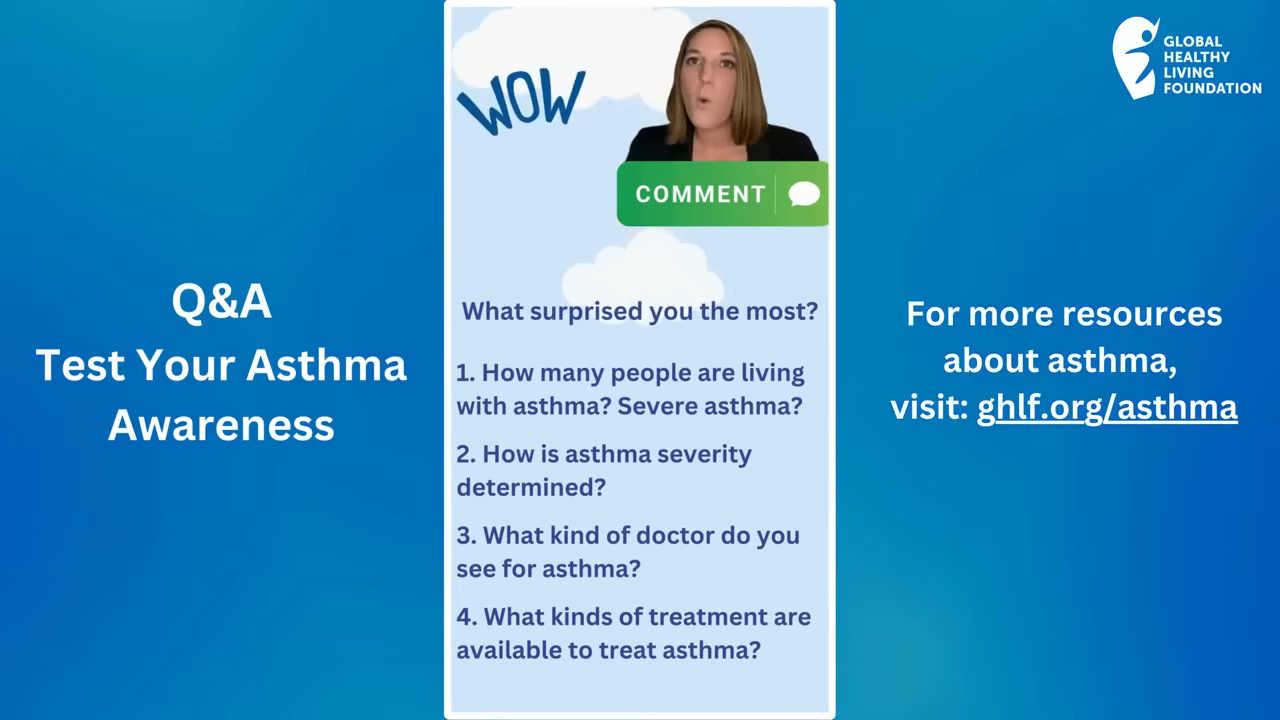 Q&A
Test Your Asthma
Awareness
WOW
COMMENT
What surprised you the most?
1. How many people are living
with asthma? Severe asthma?
2. How is asthma severity
determined?
3. What kind of doctor do you
see for asthma?
4. What kinds of treatment are
available to treat asthma?
GLOBAL
HEALTHY
LIVING
FOUNDATION
For more resources
about asthma,
visit: ghlf.org/asthma